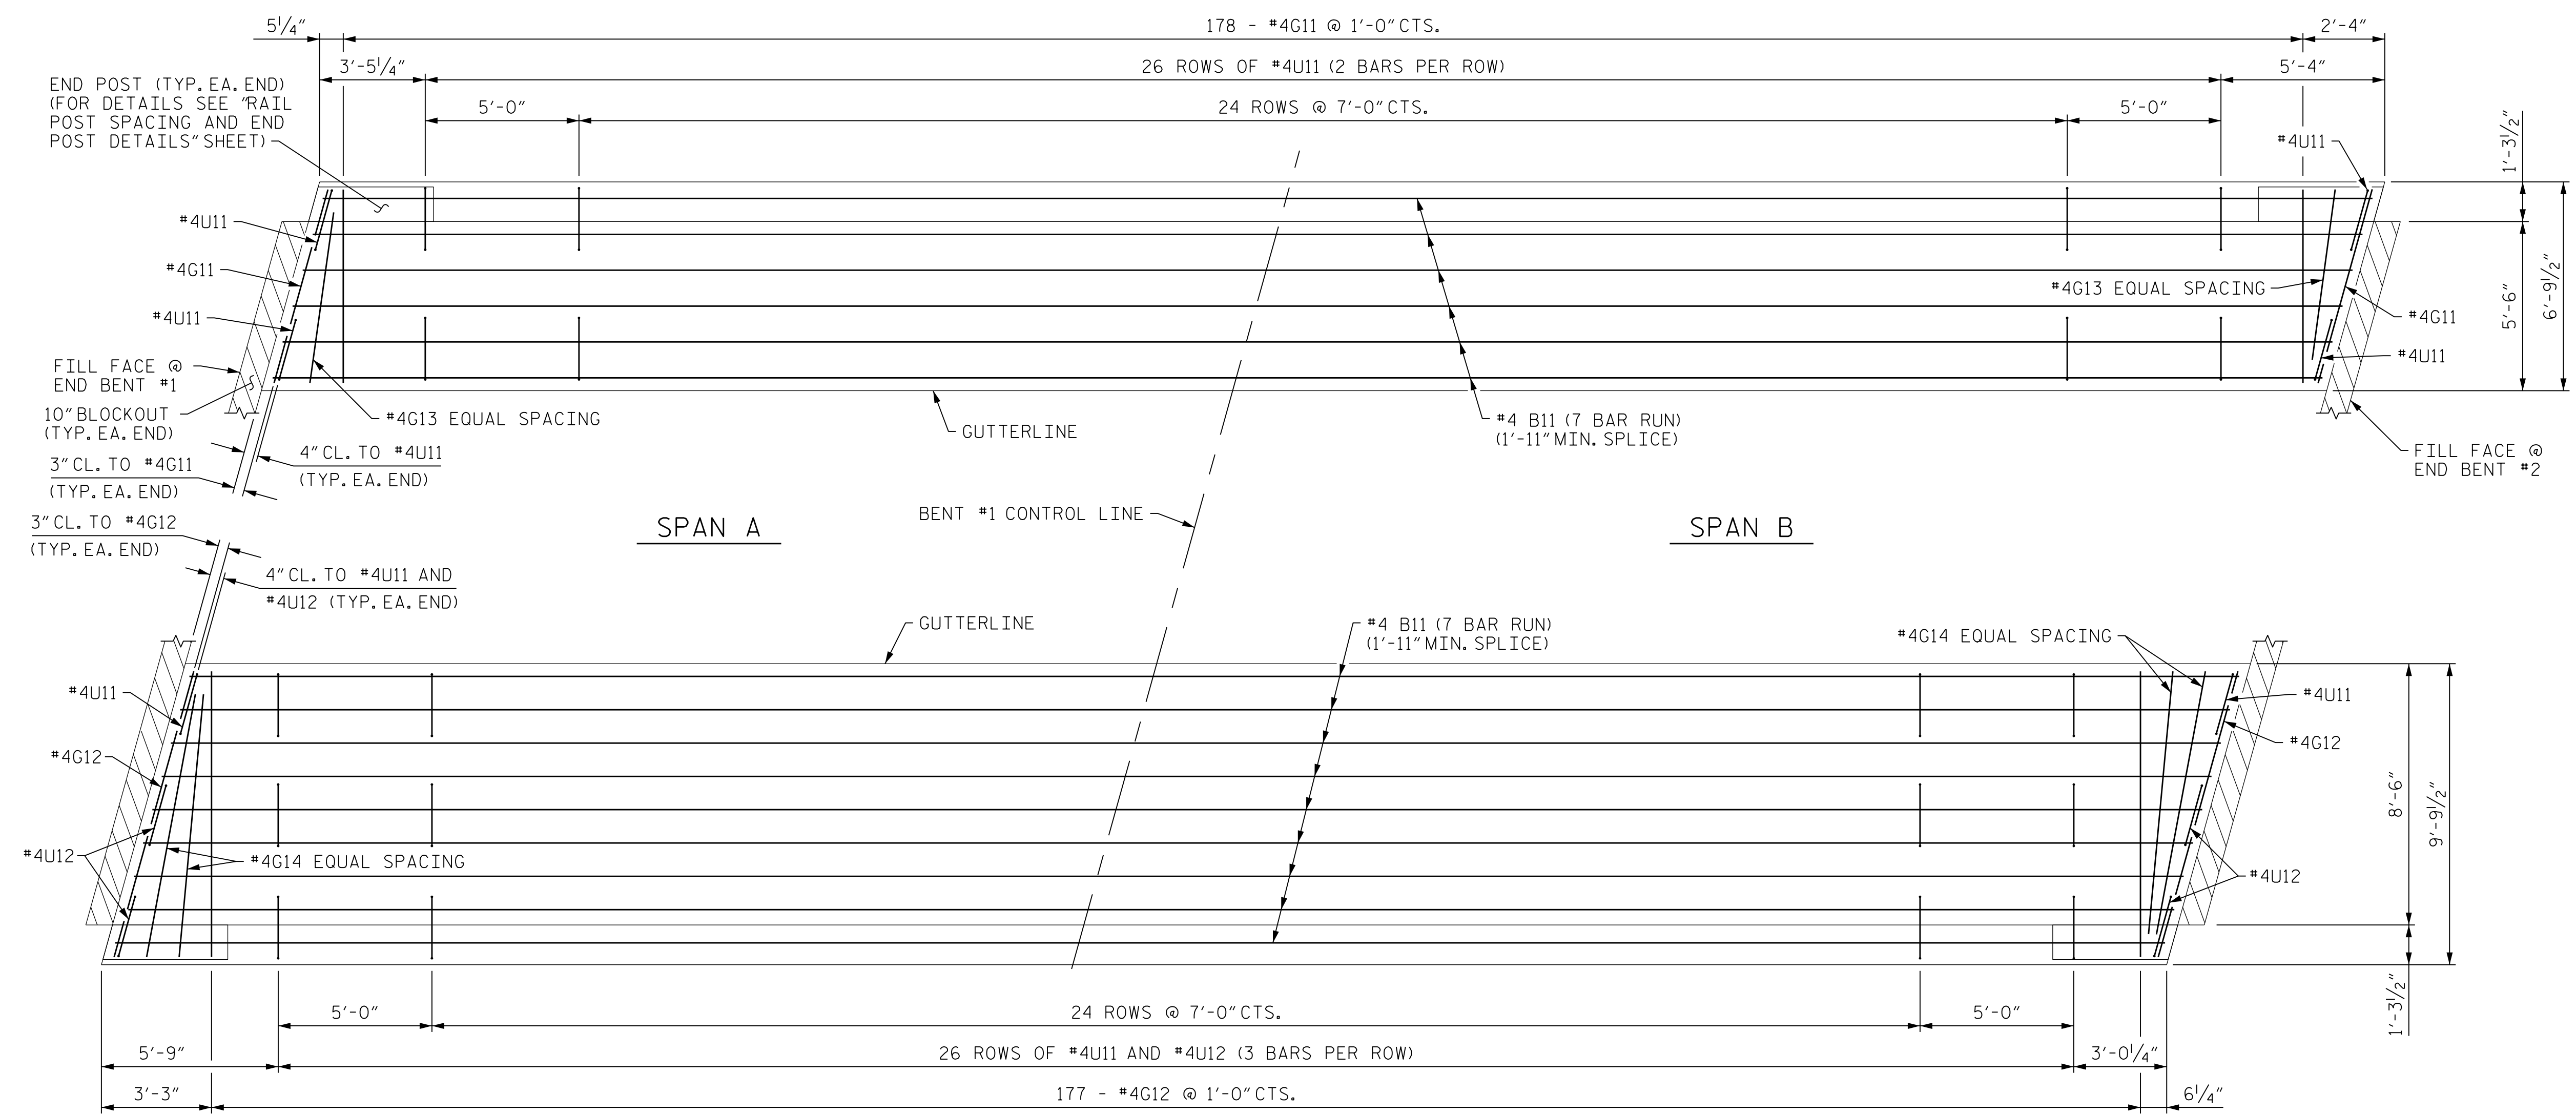 5¼"
178 - #4G11 @ 1'-0" CTS.
2'-4"
3'-5¼"
26 ROWS OF #4U11 (2 BARS PER ROW)
5'-4"
END POST (TYP. EA. END)
(FOR DETAILS SEE "RAIL
POST SPACING AND END
POST DETAILS" SHEET)
5'-0"
24 ROWS @ 7'-0" CTS.
5'-0"
1'-3½"
#4U11
#4U11
#4G11
#4U11
#4G13 EQUAL SPACING
#4G11
#4U11
5'-6"
6'-9½"
FILL FACE @
END BENT #1
10" BLOCKOUT
(TYP. EA. END)
#4G13 EQUAL SPACING
GUTTERLINE
#4 B11 (7 BAR RUN)
(1'-11" MIN. SPLICE)
FILL FACE @
END BENT #2
3" CL. TO #4G11
(TYP. EA. END)
4" CL. TO #4U11
(TYP. EA. END)
SPAN A
BENT #1 CONTROL LINE
SPAN B
3" CL. TO #4G12
(TYP. EA. END)
4" CL. TO #4U11 AND
#4U12 (TYP. EA. END)
GUTTERLINE
#4 B11 (7 BAR RUN)
(1'-11" MIN. SPLICE)
#4G14 EQUAL SPACING
#4U11
#4U11
#4G12
#4G12
#4U12
#4G14 EQUAL SPACING
#4U12
8'-6"
9'-9½"
1'-3½"
5'-0"
24 ROWS @ 7'-0" CTS.
5'-0"
5'-9"
26 ROWS OF #4U11 AND #4U12 (3 BARS PER ROW)
3'-0¼"
3'-3"
177 - #4G12 @ 1'-0" CTS.
6¼"